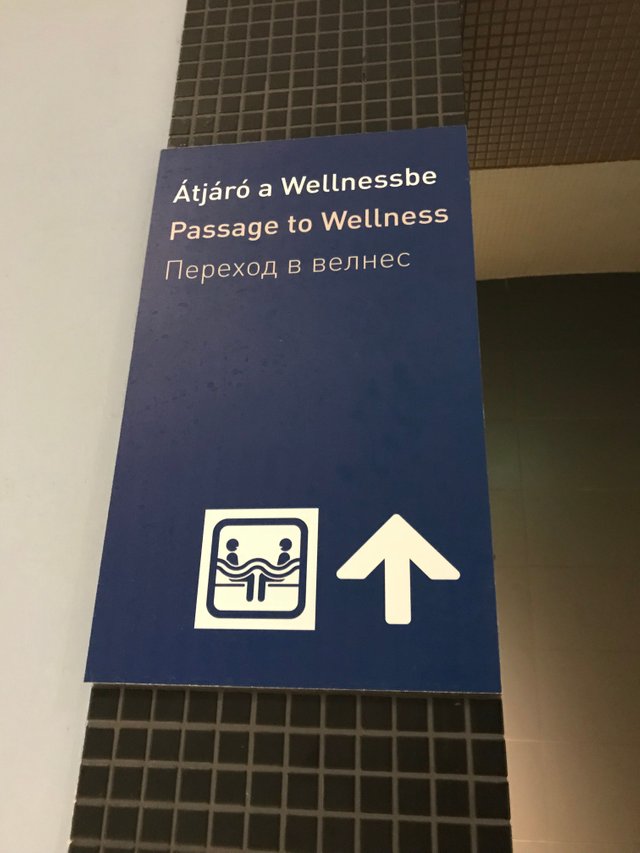 Átjáró a Wellnessbe
Passage to Wellness
Переход в велнес